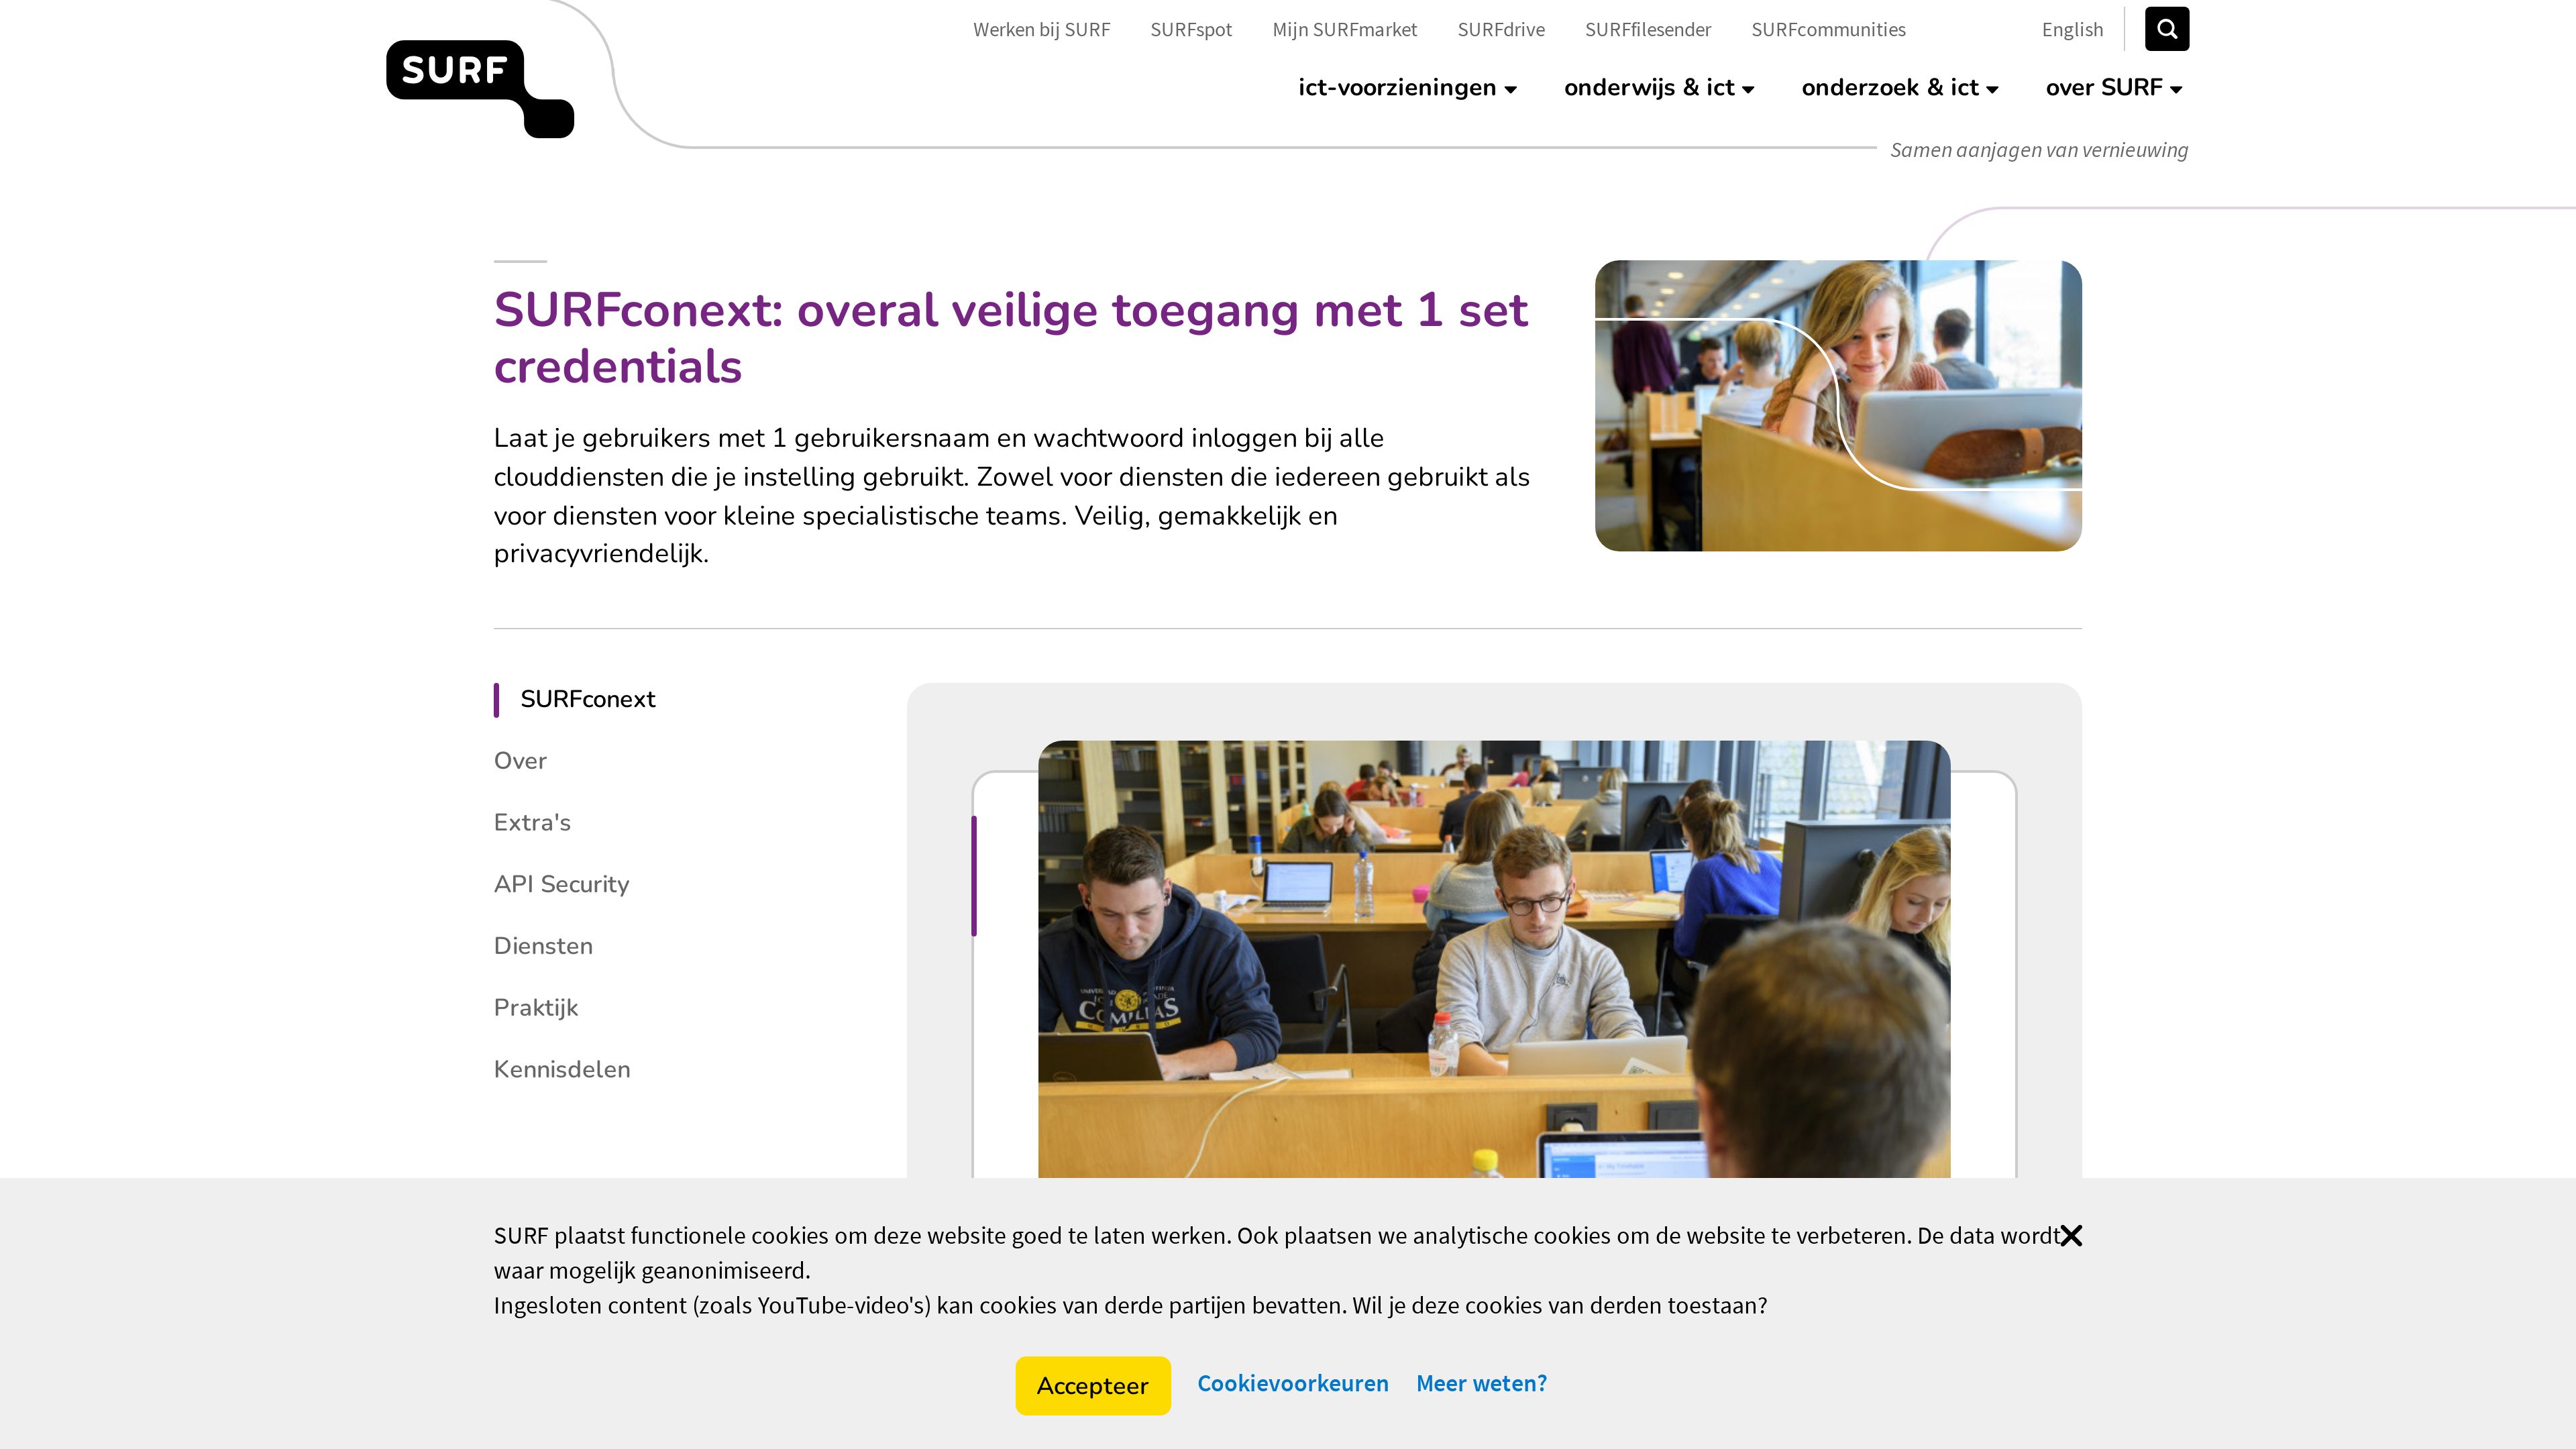 SURF
Werken bij SURF
SURFspot
Mijn SURFmarket
SURFdrive
SURFfilesender
SURFcommunities
English
ict-voorzieningen
onderwijs & ict
onderzoek & ict
over SURF
Samen aanjagen van vernieuwing
SURFconext: overal veilige toegang met 1 set
credentials
Laat je gebruikers met 1 gebruikersnaam en wachtwoord inloggen bij alle
clouddiensten die je instelling gebruikt. Zowel voor diensten die iedereen gebruikt als
voor diensten voor kleine specialistische teams. Veilig, gemakkelijk en
privacyvriendelijk.
SURFconext
Over
Extra's
API Security
Diensten
Praktijk
Kennisdelen
COMILLAS
SURF plaatst functionele cookies om deze website goed te laten werken. Ook plaatsen we analytische cookies om de website te verbeteren. De data wordt
waar mogelijk geanonimiseerd.
Ingesloten content (zoals YouTube-video's) kan cookies van derde partijen bevatten. Wil je deze cookies van derden toestaan?
Accepteer
Cookievoorkeuren
Meer weten?